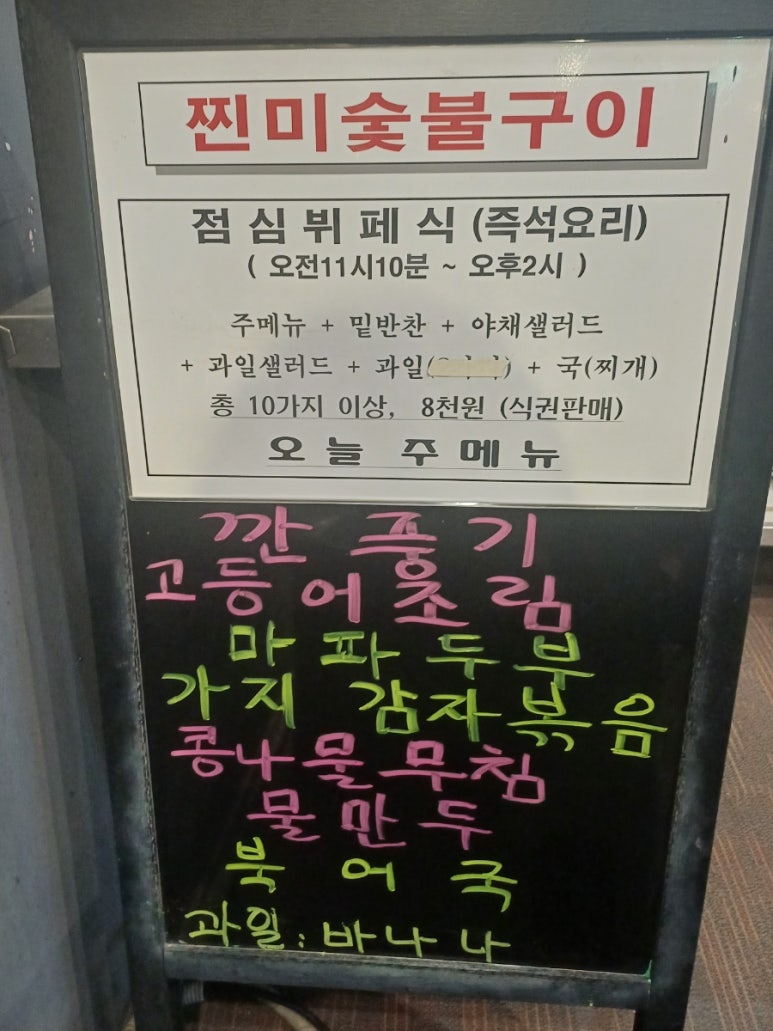 찐미숯불구이
점심뷔페식 (즉석요리)
( 오전11시10분 ~ 오후2시 )
주메뉴 + 밑반찬 + 야채샐러드
+ 과일샐러드 + 과일( ) + 국(찌개)
총 10가지 이상, 8천원 (식권판매)
오늘 주메뉴
깐풍기
고등어조림
마파두부
가지 감자볶음
콩나물무침
물만두
북어국
과일: 바나나